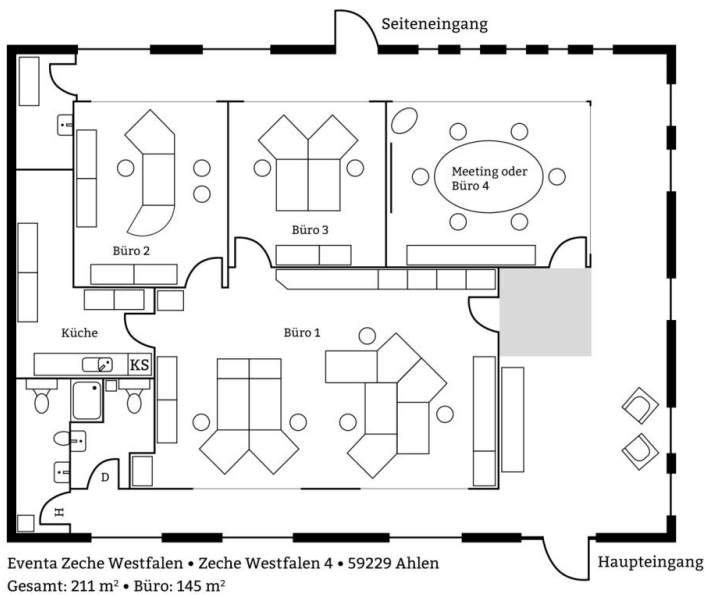 Seiteneingang
Meeting oder
Büro 4
Büro 3
Büro 2
Küche
Büro 1
KS
D
H
Haupteingang
Eventa Zeche Westfalen • Zeche Westfalen 4 • 59229 Ahlen
Gesamt: 211 m² • Büro: 145 m²